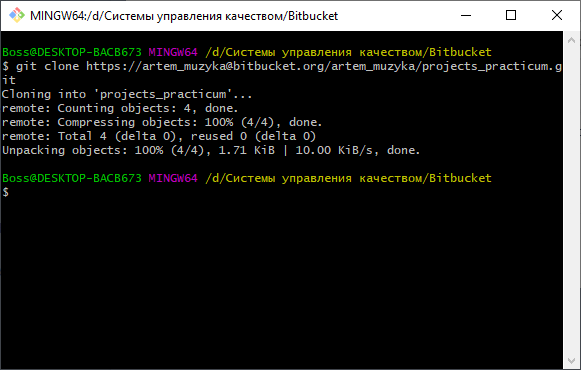 MINGW64:/d/Системы управления качеством/Bitbucket
Boss@DESKTOP-BACB673 MINGW64 /d/Системы управления качеством/Bitbucket
$ git clone https://artem_muzyka@bitbucket.org/artem_muzyka/projects_practicum.g
it
Cloning into 'projects_practicum'...
remote: Counting objects: 4, done.
remote: Compressing objects: 100% (4/4), done.
remote: Total 4 (delta 0), reused 0 (delta 0)
Unpacking objects: 100% (4/4), 1.71 KiB | 10.00 KiB/s, done.
Boss@DESKTOP-BACB673 MINGW64 /d/Системы управления качеством/Bitbucket
$